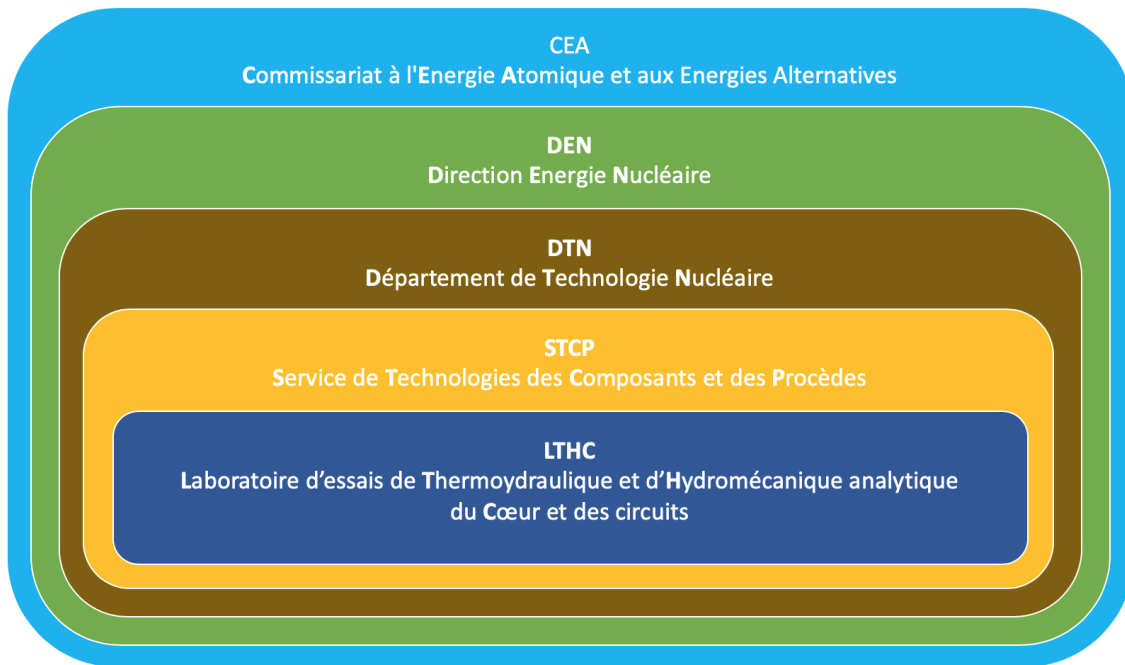 CEA
Commissariat à l'Energie Atomique et aux Energies Alternatives
DEN
Direction Energie Nucléaire
DTN
Département de Technologie Nucléaire
STCP
Service de Technologies des Composants et des Procèdes
LTHC
Laboratoire d’essais de Thermoydraulique et d’Hydromécanique analytique
du Cœur et des circuits